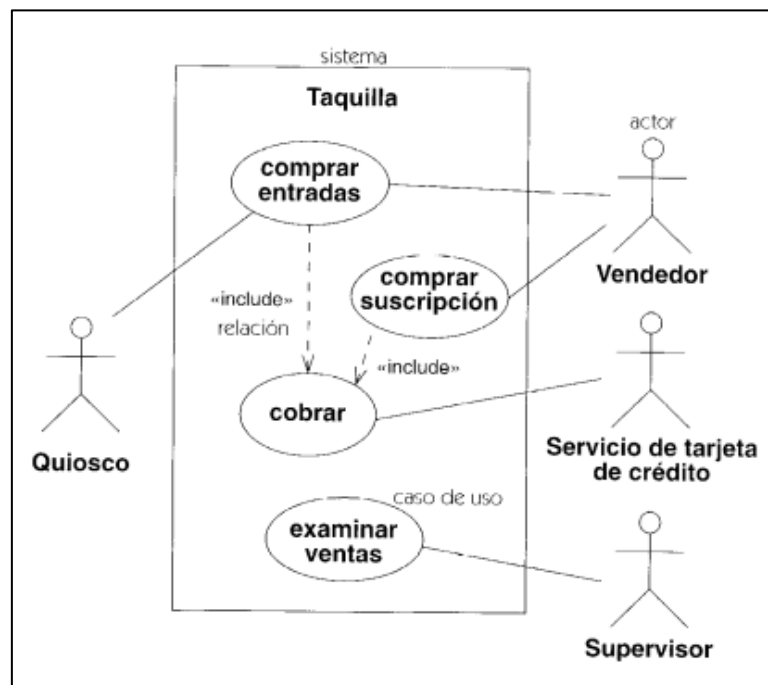 sistema
Taquilla
actor
comprar
entradas
Vendedor
comprar
suscripción
«include»
relación
«include»
cobrar
Quiosco
Servicio de tarjeta
de crédito
caso de uso
examinar
ventas
Supervisor